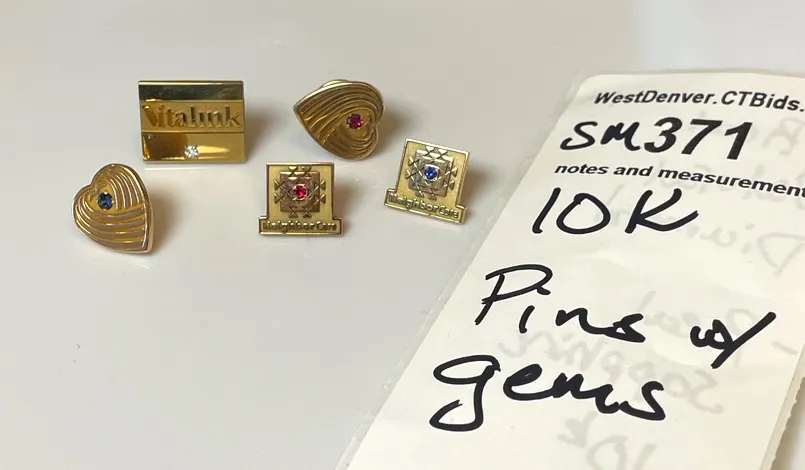 Vitalink
NeighborCare
NeighborCare
WestDenver.CTBids.
SM371
notes and measurement
10K
Pins w/
gems